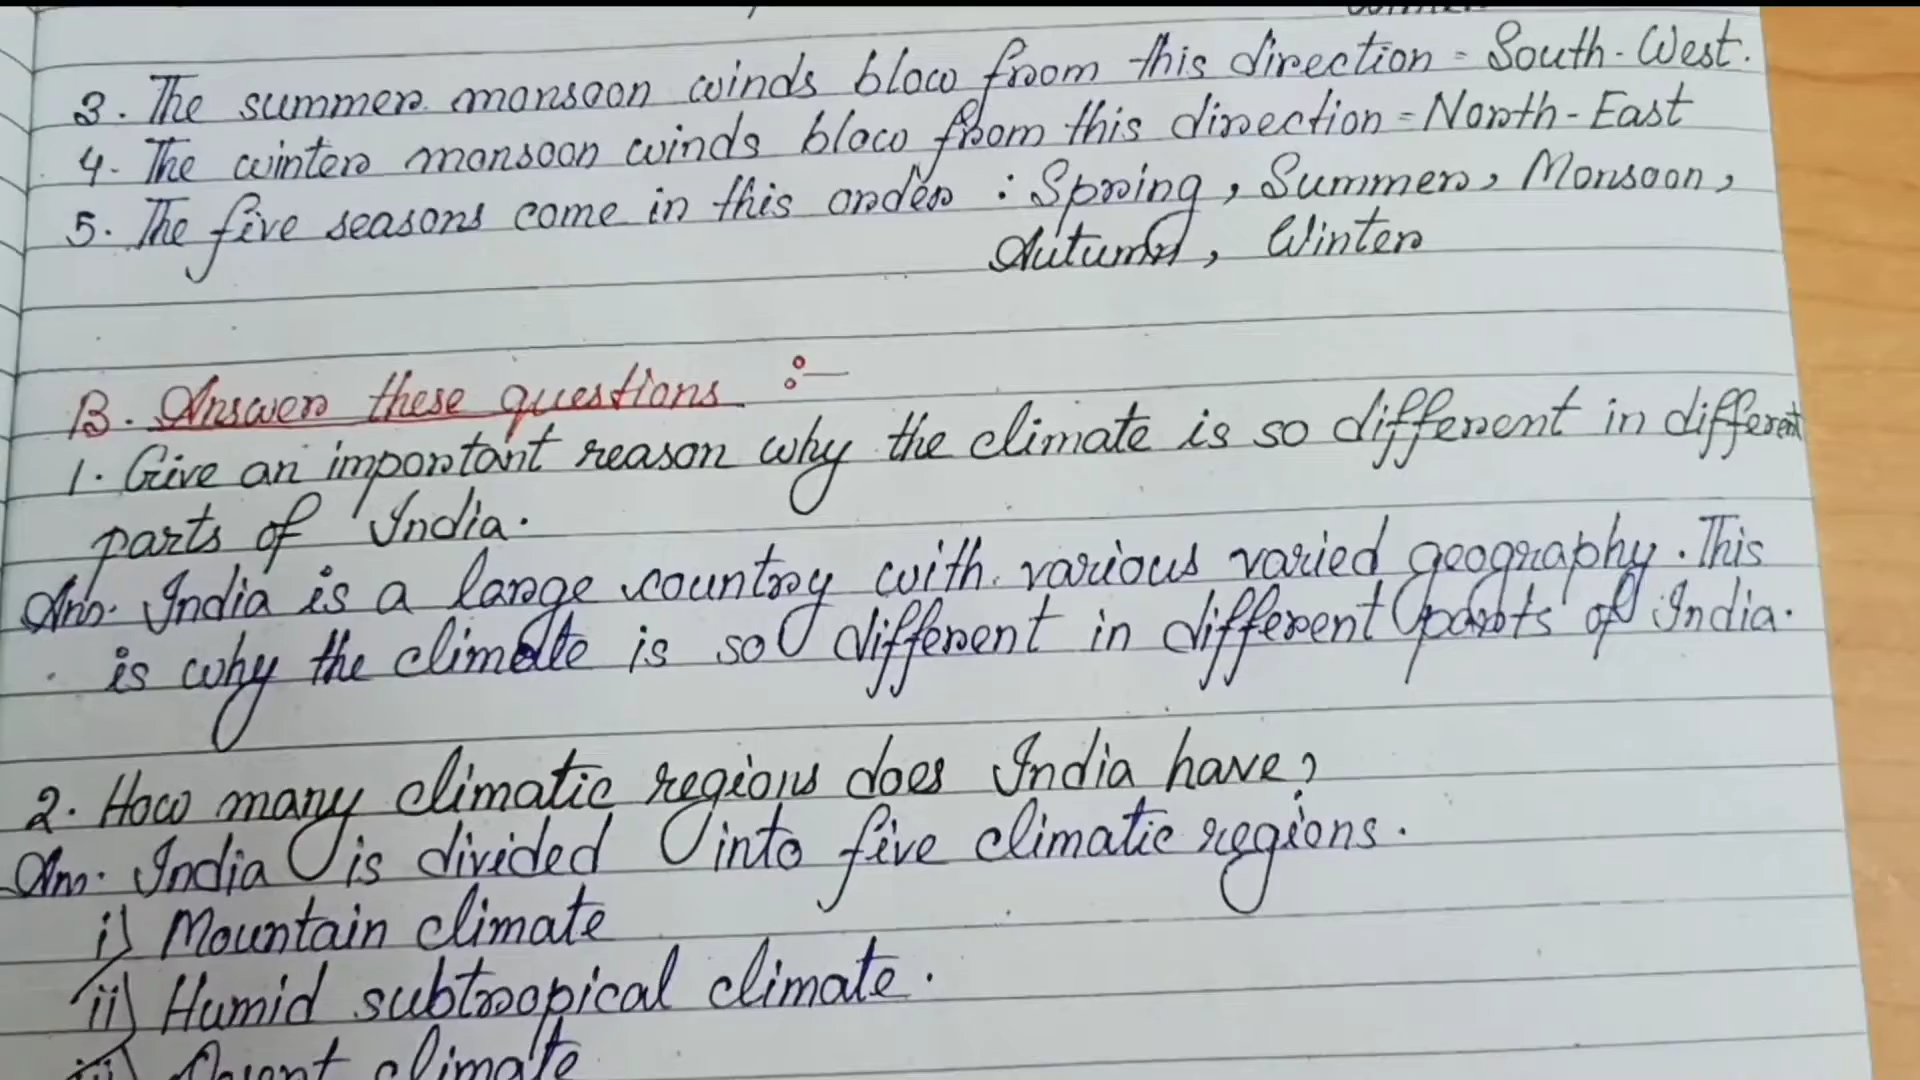 3. The summer monsoon winds blow from this direction - South-West.
4. The winter monsoon winds blow from this direction - North-East
5. The five seasons come in this order : Spring, Summer, Monsoon,
Autumn, Winter
B. Answer these questions :-
1. Give an important reason why the climate is so different in different
parts of India.
Ans. India is a large country with various varied geography. This
is why the climate is so different in different parts of India.
2. How many climatic regions does India have?
Ans. India is divided into five climatic regions.
i) Mountain climate
ii) Humid subtropical climate.
iii) Desert climate